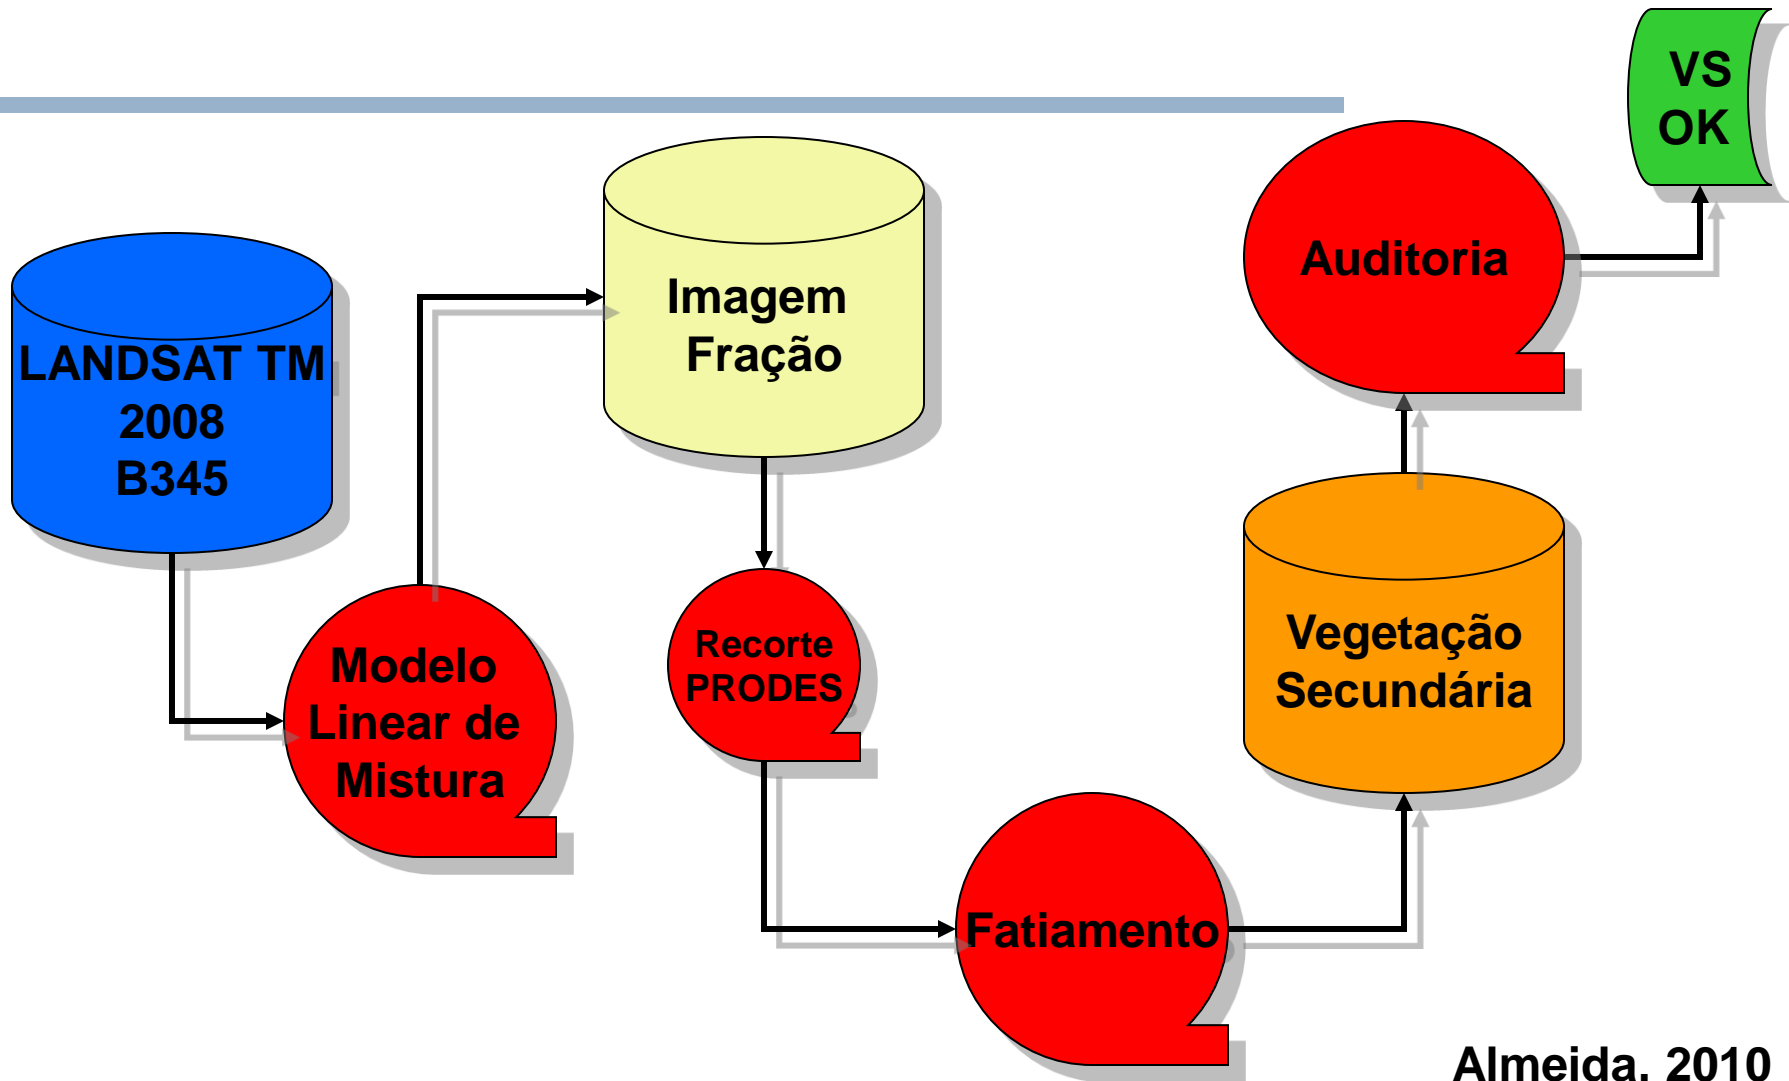 LANDSAT TM
2008
B345
Modelo
Linear de
Mistura
Imagem
Fração
Recorte
PRODES
Fatiamento
Vegetação
Secundária
Auditoria
VS
OK
Almeida, 2010